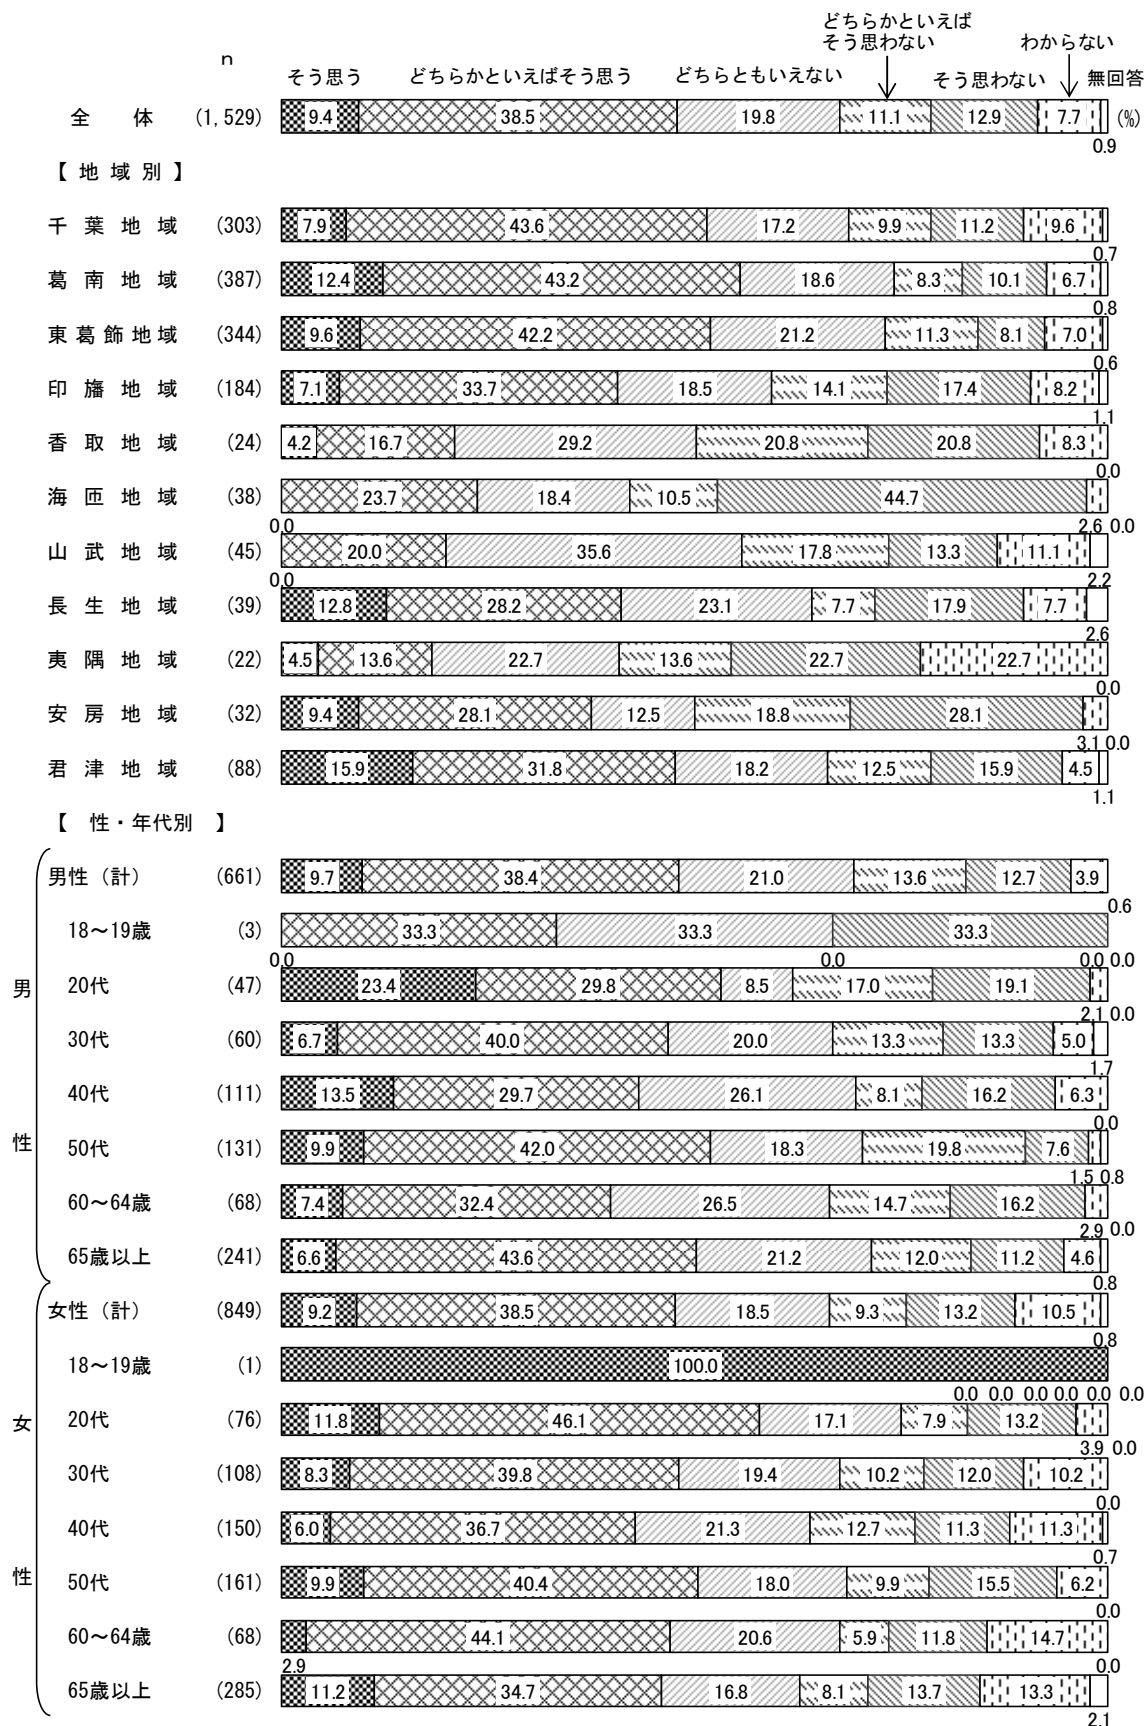 どちらかといえば
そう思わない わからない
n そう思う どちらかといえばそう思う どちらともいえない そう思わない 無回答
全体 (1,529) 9.4 38.5 19.8 11.1 12.9 7.7 (%)
0.9
【地域別】
千葉地域 (303) 7.9 43.6 17.2 9.9 11.2 9.6
0.7
葛南地域 (387) 12.4 43.2 18.6 8.3 10.1 6.7
0.8
東葛飾地域 (344) 9.6 42.2 21.2 11.3 8.1 7.0
0.6
印旛地域 (184) 7.1 33.7 18.5 14.1 17.4 8.2
1.1
香取地域 (24) 4.2 16.7 29.2 20.8 20.8 8.3
0.0
海匝地域 (38) 23.7 18.4 10.5 44.7
0.0 2.6 0.0
山武地域 (45) 20.0 35.6 17.8 13.3 11.1
0.0 2.2
長生地域 (39) 12.8 28.2 23.1 7.7 17.9 7.7
2.6
夷隅地域 (22) 4.5 13.6 22.7 13.6 22.7 22.7
0.0
安房地域 (32) 9.4 28.1 12.5 18.8 28.1
3.1 0.0
君津地域 (88) 15.9 31.8 18.2 12.5 15.9 4.5
1.1
【 性・年代別 】
男性（計） (661) 9.7 38.4 21.0 13.6 12.7 3.9
0.6
18～19歳 (3) 33.3 33.3 33.3
0.0 0.0 0.0 0.0
男 20代 (47) 23.4 29.8 8.5 17.0 19.1
2.1 0.0
30代 (60) 6.7 40.0 20.0 13.3 13.3 5.0
1.7
40代 (111) 13.5 29.7 26.1 8.1 16.2 6.3
0.0
性 50代 (131) 9.9 42.0 18.3 19.8 7.6
1.5 0.8
60～64歳 (68) 7.4 32.4 26.5 14.7 16.2
2.9 0.0
65歳以上 (241) 6.6 43.6 21.2 12.0 11.2 4.6
0.8
女性（計） (849) 9.2 38.5 18.5 9.3 13.2 10.5
0.8
18～19歳 (1) 100.0
0.0 0.0 0.0 0.0 0.0 0.0
女 20代 (76) 11.8 46.1 17.1 7.9 13.2
3.9 0.0
30代 (108) 8.3 39.8 19.4 10.2 12.0 10.2
0.0
40代 (150) 6.0 36.7 21.3 12.7 11.3 11.3
0.7
性 50代 (161) 9.9 40.4 18.0 9.9 15.5 6.2
0.0
60～64歳 (68) 44.1 20.6 5.9 11.8 14.7
2.9 0.0
65歳以上 (285) 11.2 34.7 16.8 8.1 13.7 13.3
2.1